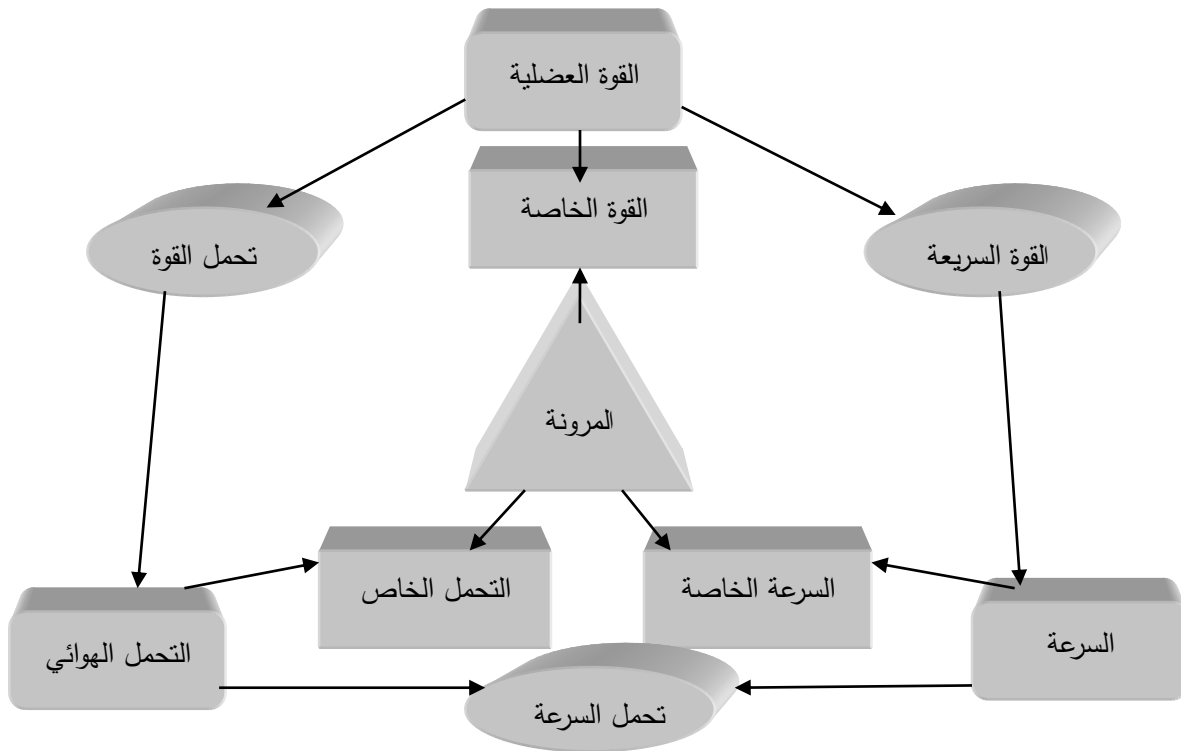 القوة العضلية
القوة الخاصة
القوة السريعة
تحمل القوة
المرونة
السرعة الخاصة
التحمل الخاص
السرعة
التحمل الهوائي
تحمل السرعة